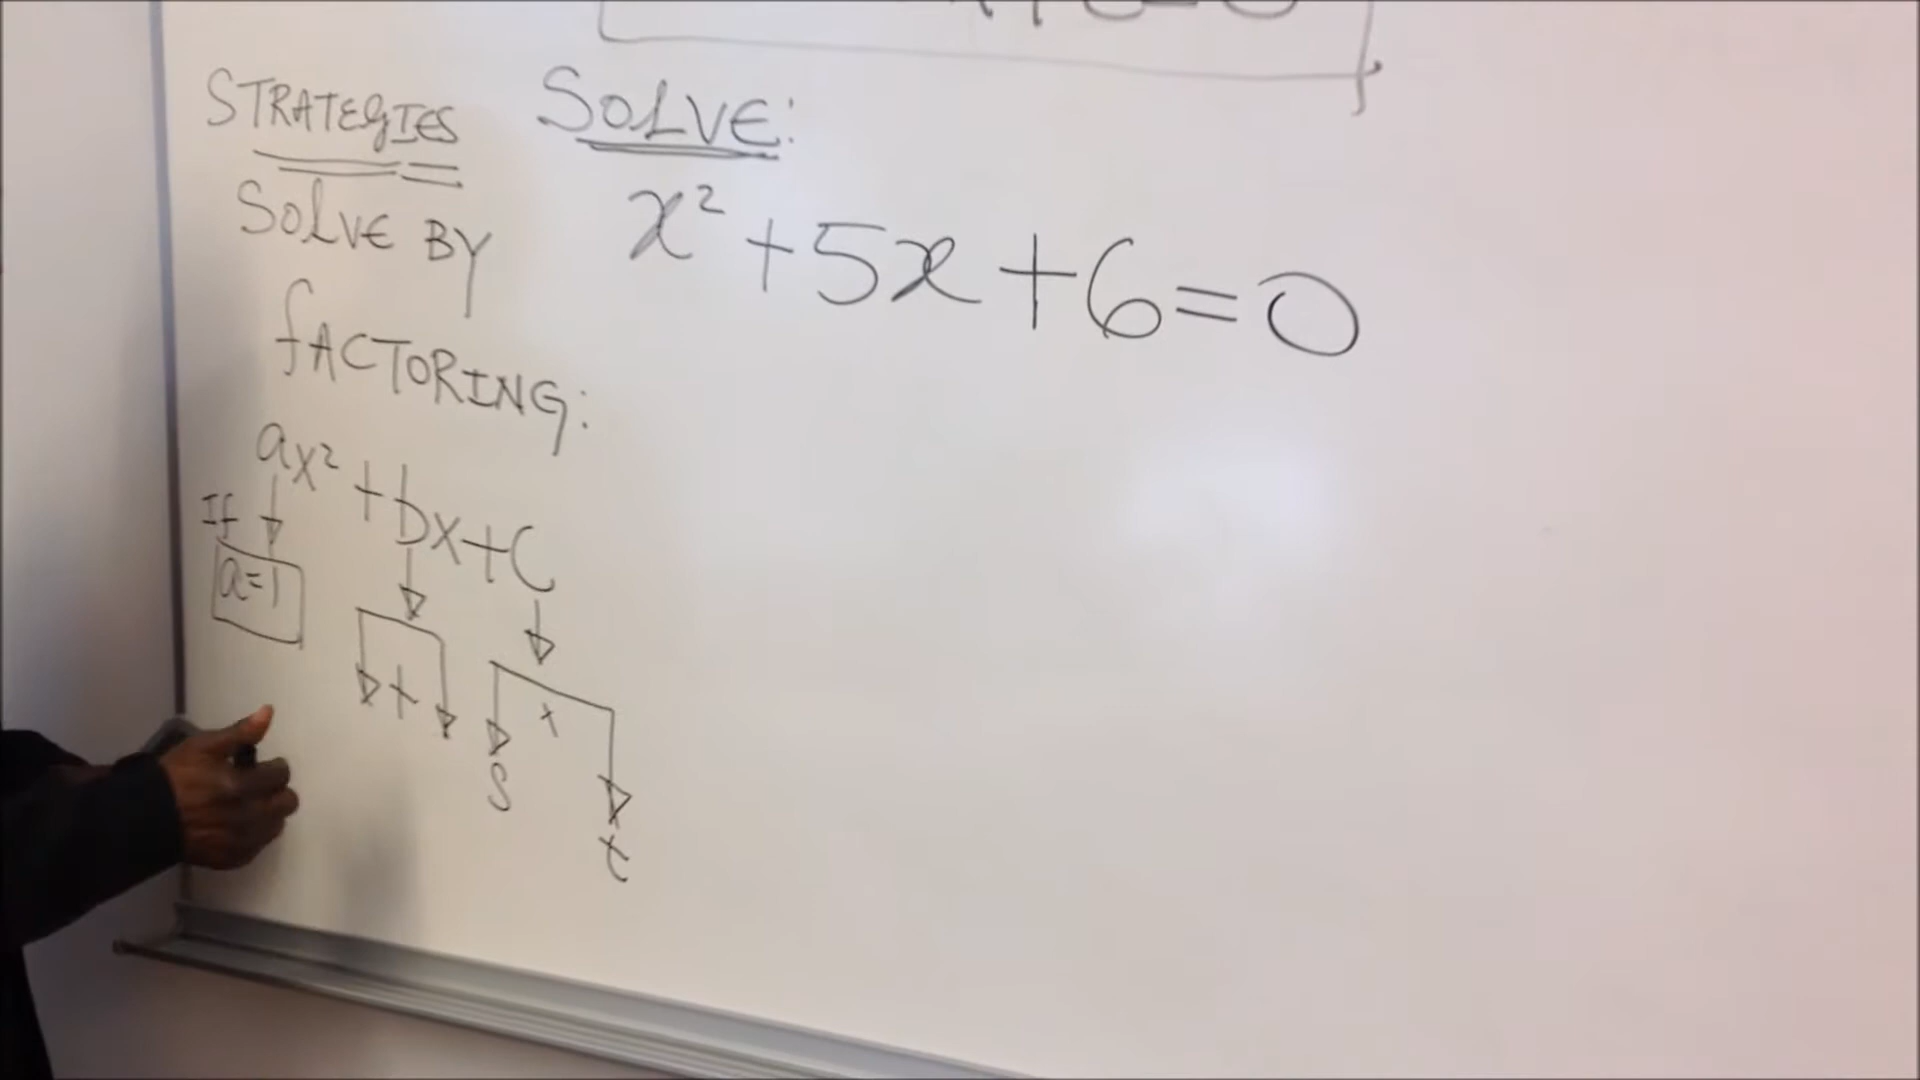 STRATEGIES
SOLVE BY
fACTORING:
ax² + bx + C
If
a=1
+
x
s
t
SOLVE:
x² + 5x + 6 = 0